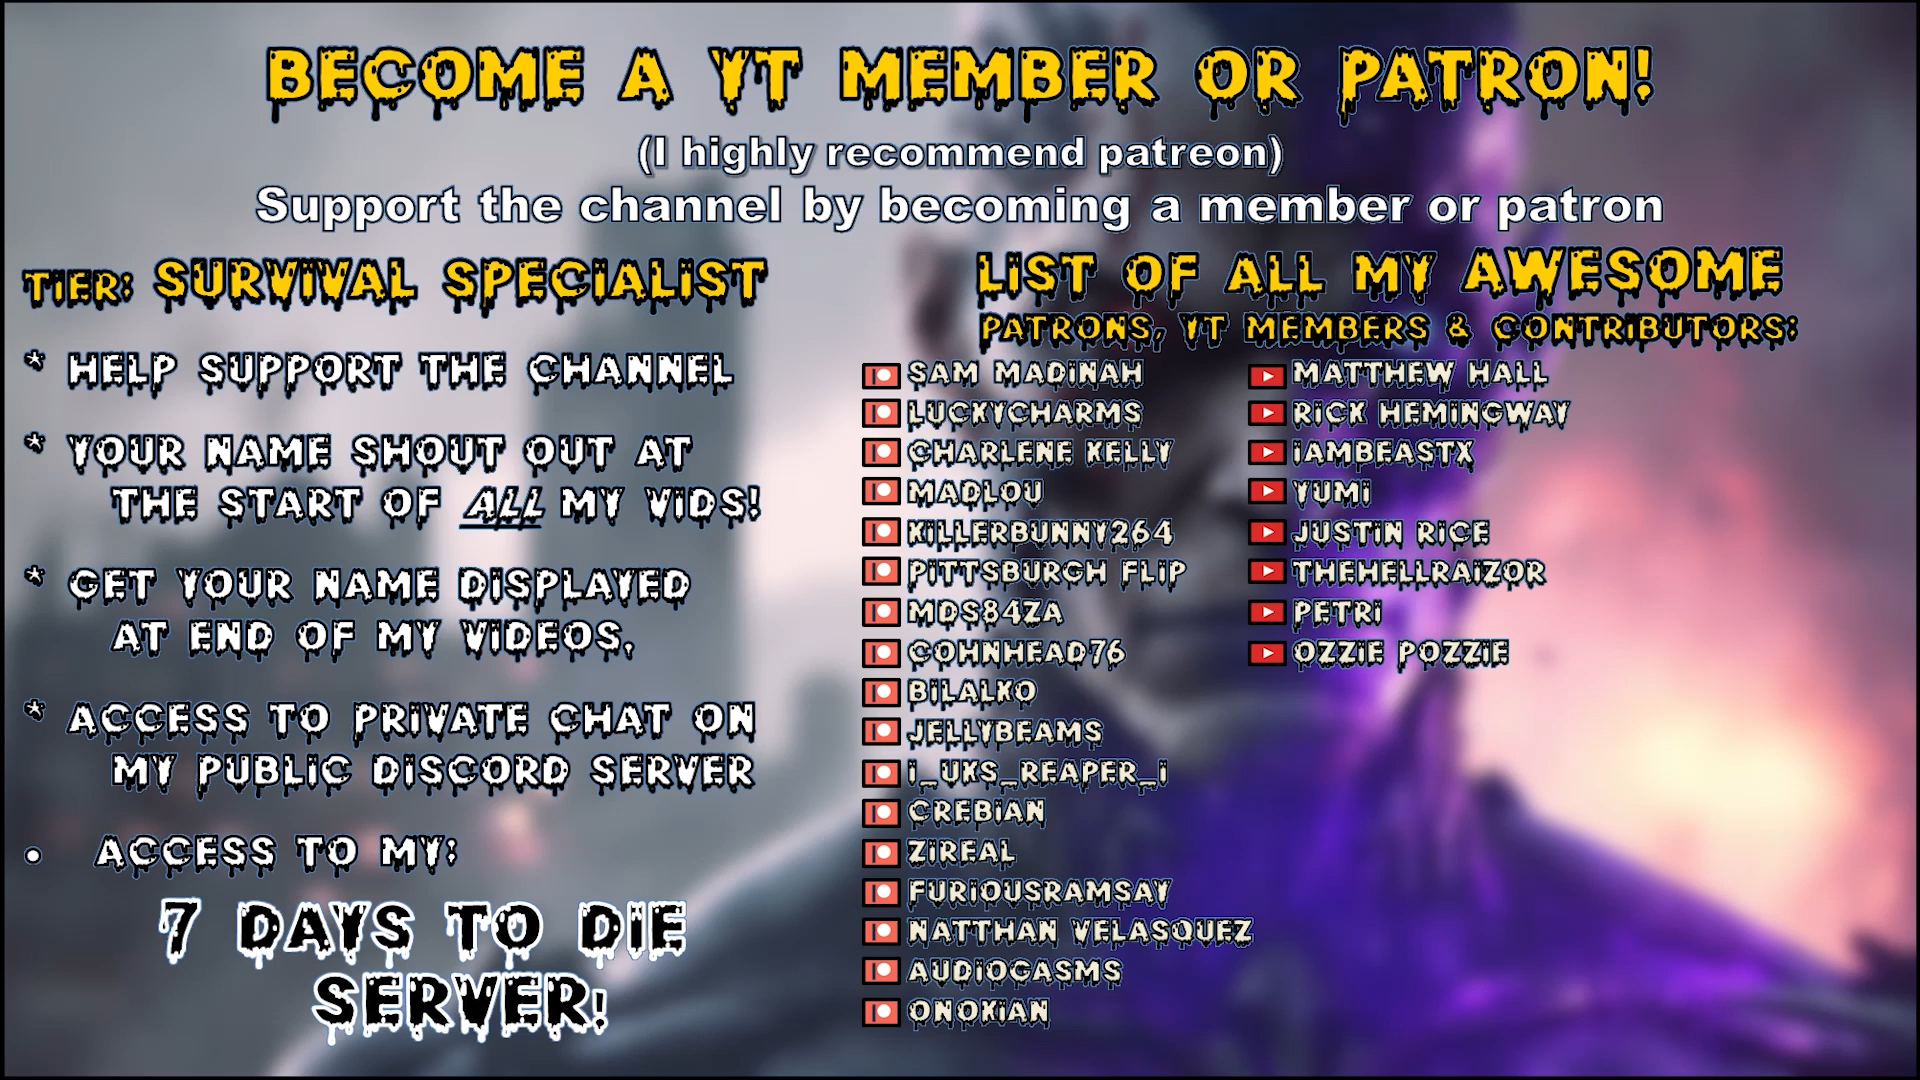 BECOME A YT MEMBER OR PATRON!
(I highly recommend patreon)
Support the channel by becoming a member or patron
TiER: SURViVAL SPECiALiST
* HELP SUPPORT THE CHANNEL
* YOUR NAME SHOUT OUT AT
THE START OF ALL MY ViDS!
* GET YOUR NAME DiSPLAYED
AT END OF MY ViDEOS.
* ACCESS TO PRiVATE CHAT ON
MY PUBLiC DiSCORD SERVER
• ACCESS TO MY:
7 DAYS TO DiE
SERVER!
LiST OF ALL MY AWESOME
PATRONS, YT MEMBERS & CONTRiBUTORS:
SAM MADiNAH
LUCKYCHARMS
CHARLENE KELLY
MADLOU
KiLLERBUNNY264
PiTTSBURGH FLiP
MDS84ZA
COHNHEAD76
BiLALKO
JELLYBEAMS
i_UKS_REAPER_i
CREBiAN
ZiREAL
FURiOUSRAMSAY
NATTHAN VELASQUEZ
AUDiOGASMS
ONOKiAN
MATTHEW HALL
RiCK HEMiNGWAY
iAMBEASTX
YUMi
JUSTiN RiCE
THEHELLRAiZOR
PETRi
OZZiE POZZiE